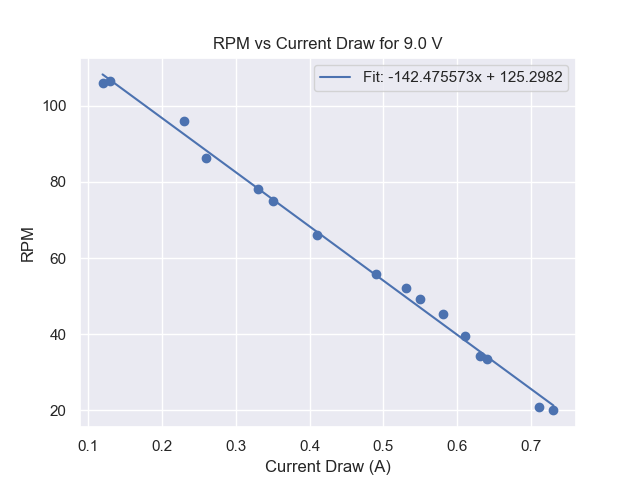 RPM vs Current Draw for 9.0 V
Fit: -142.475573x + 125.2982
100
80
60
40
20
RPM
0.1 0.2 0.3 0.4 0.5 0.6 0.7
Current Draw (A)